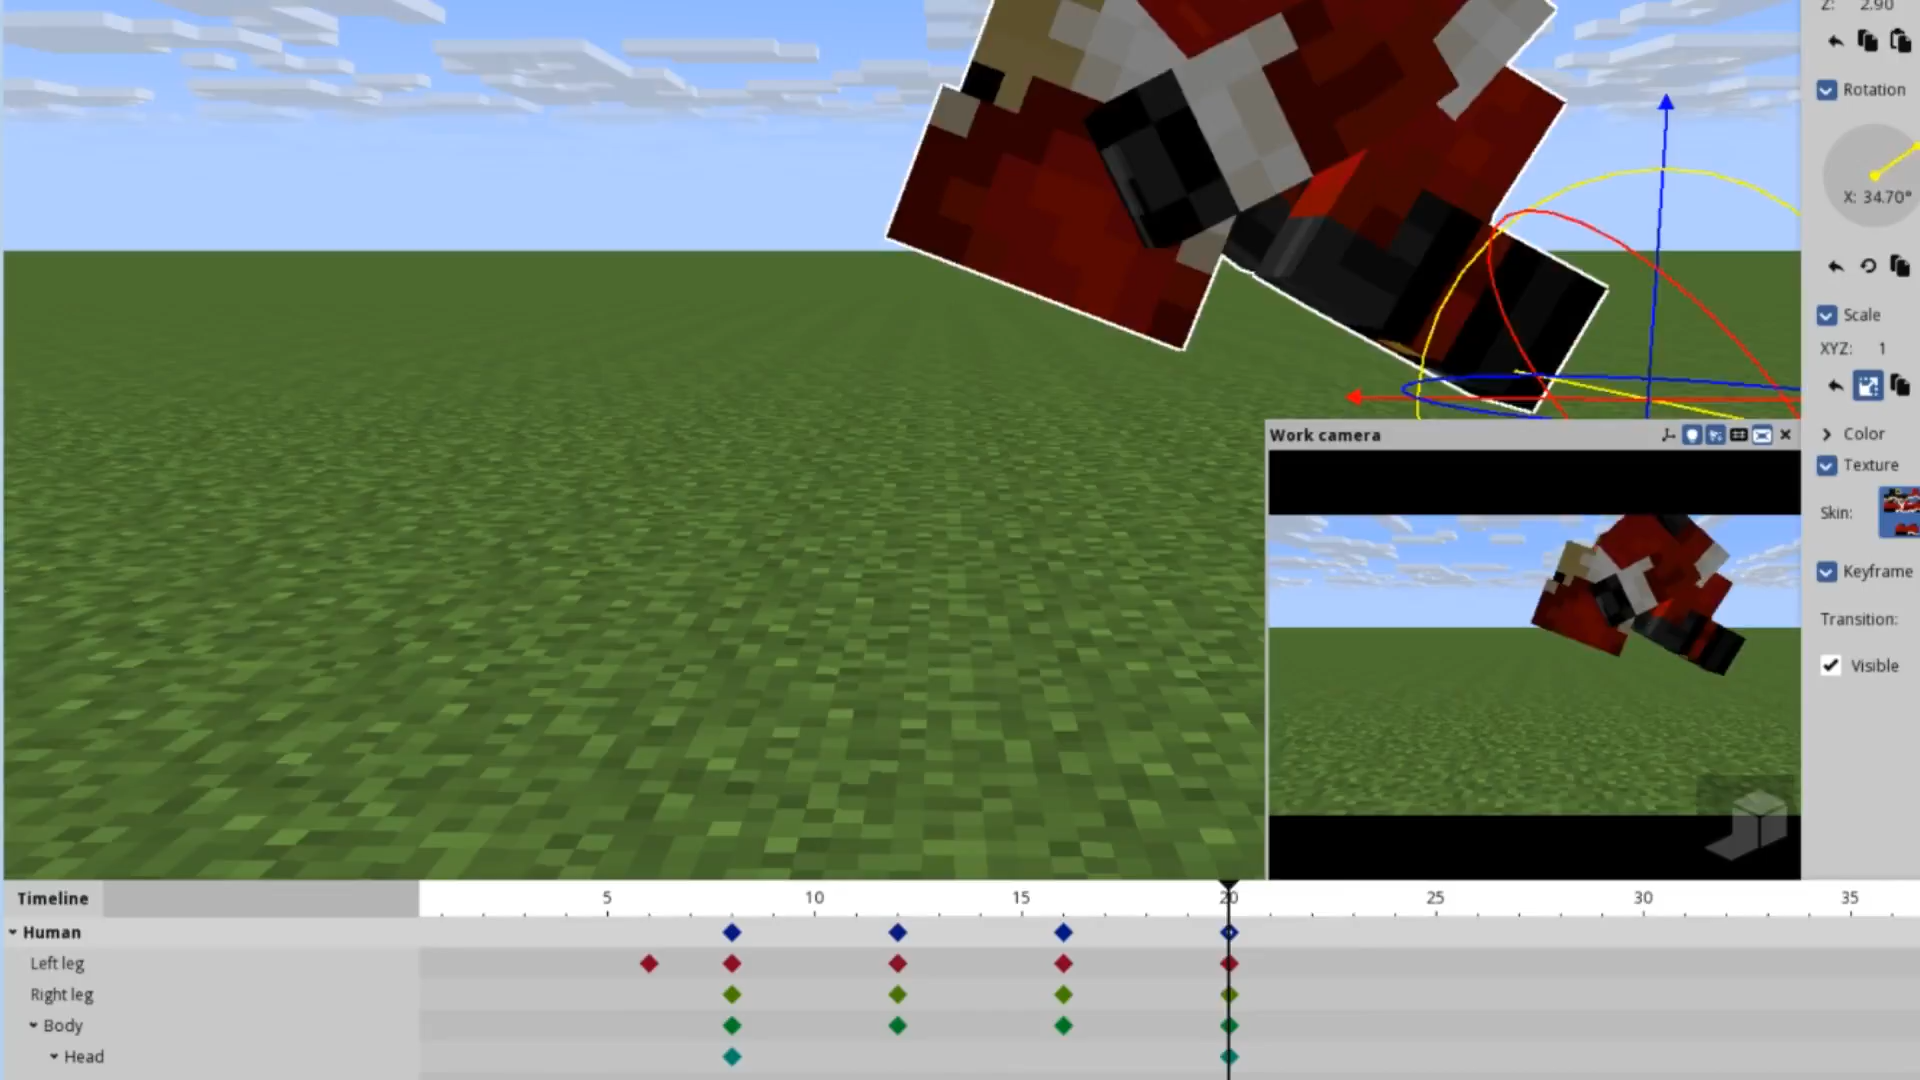 Z: 2.90
Rotation
X: 34.70°
Scale
XYZ: 1
Work camera
Color
Texture
Skin:
Keyframe
Transition:
Visible
Timeline
5 10 15 20 25 30 35
Human
Left leg
Right leg
Body
Head